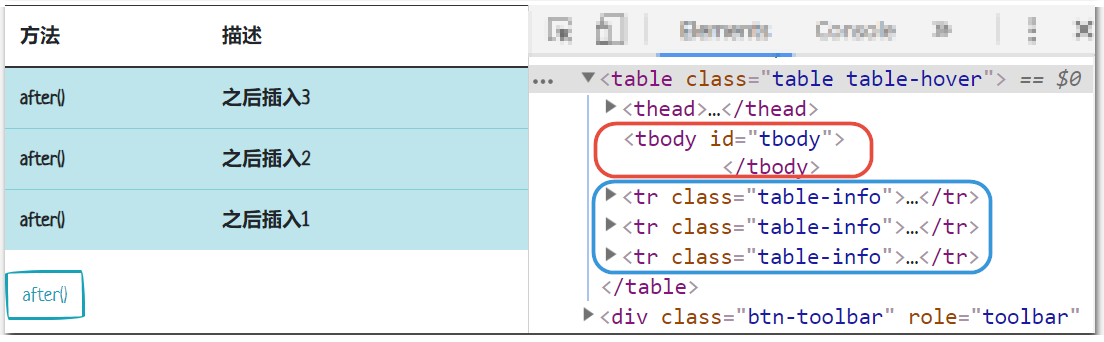 方法 描述
after() 之后插入3
after() 之后插入2
after() 之后插入1
after()
Elements Console »
... ▼<table class="table table-hover"> == $0
▶<thead>…</thead>
<tbody id="tbody">
</tbody>
▶<tr class="table-info">…</tr>
▶<tr class="table-info">…</tr>
▶<tr class="table-info">…</tr>
</table>
▶<div class="btn-toolbar" role="toolbar"